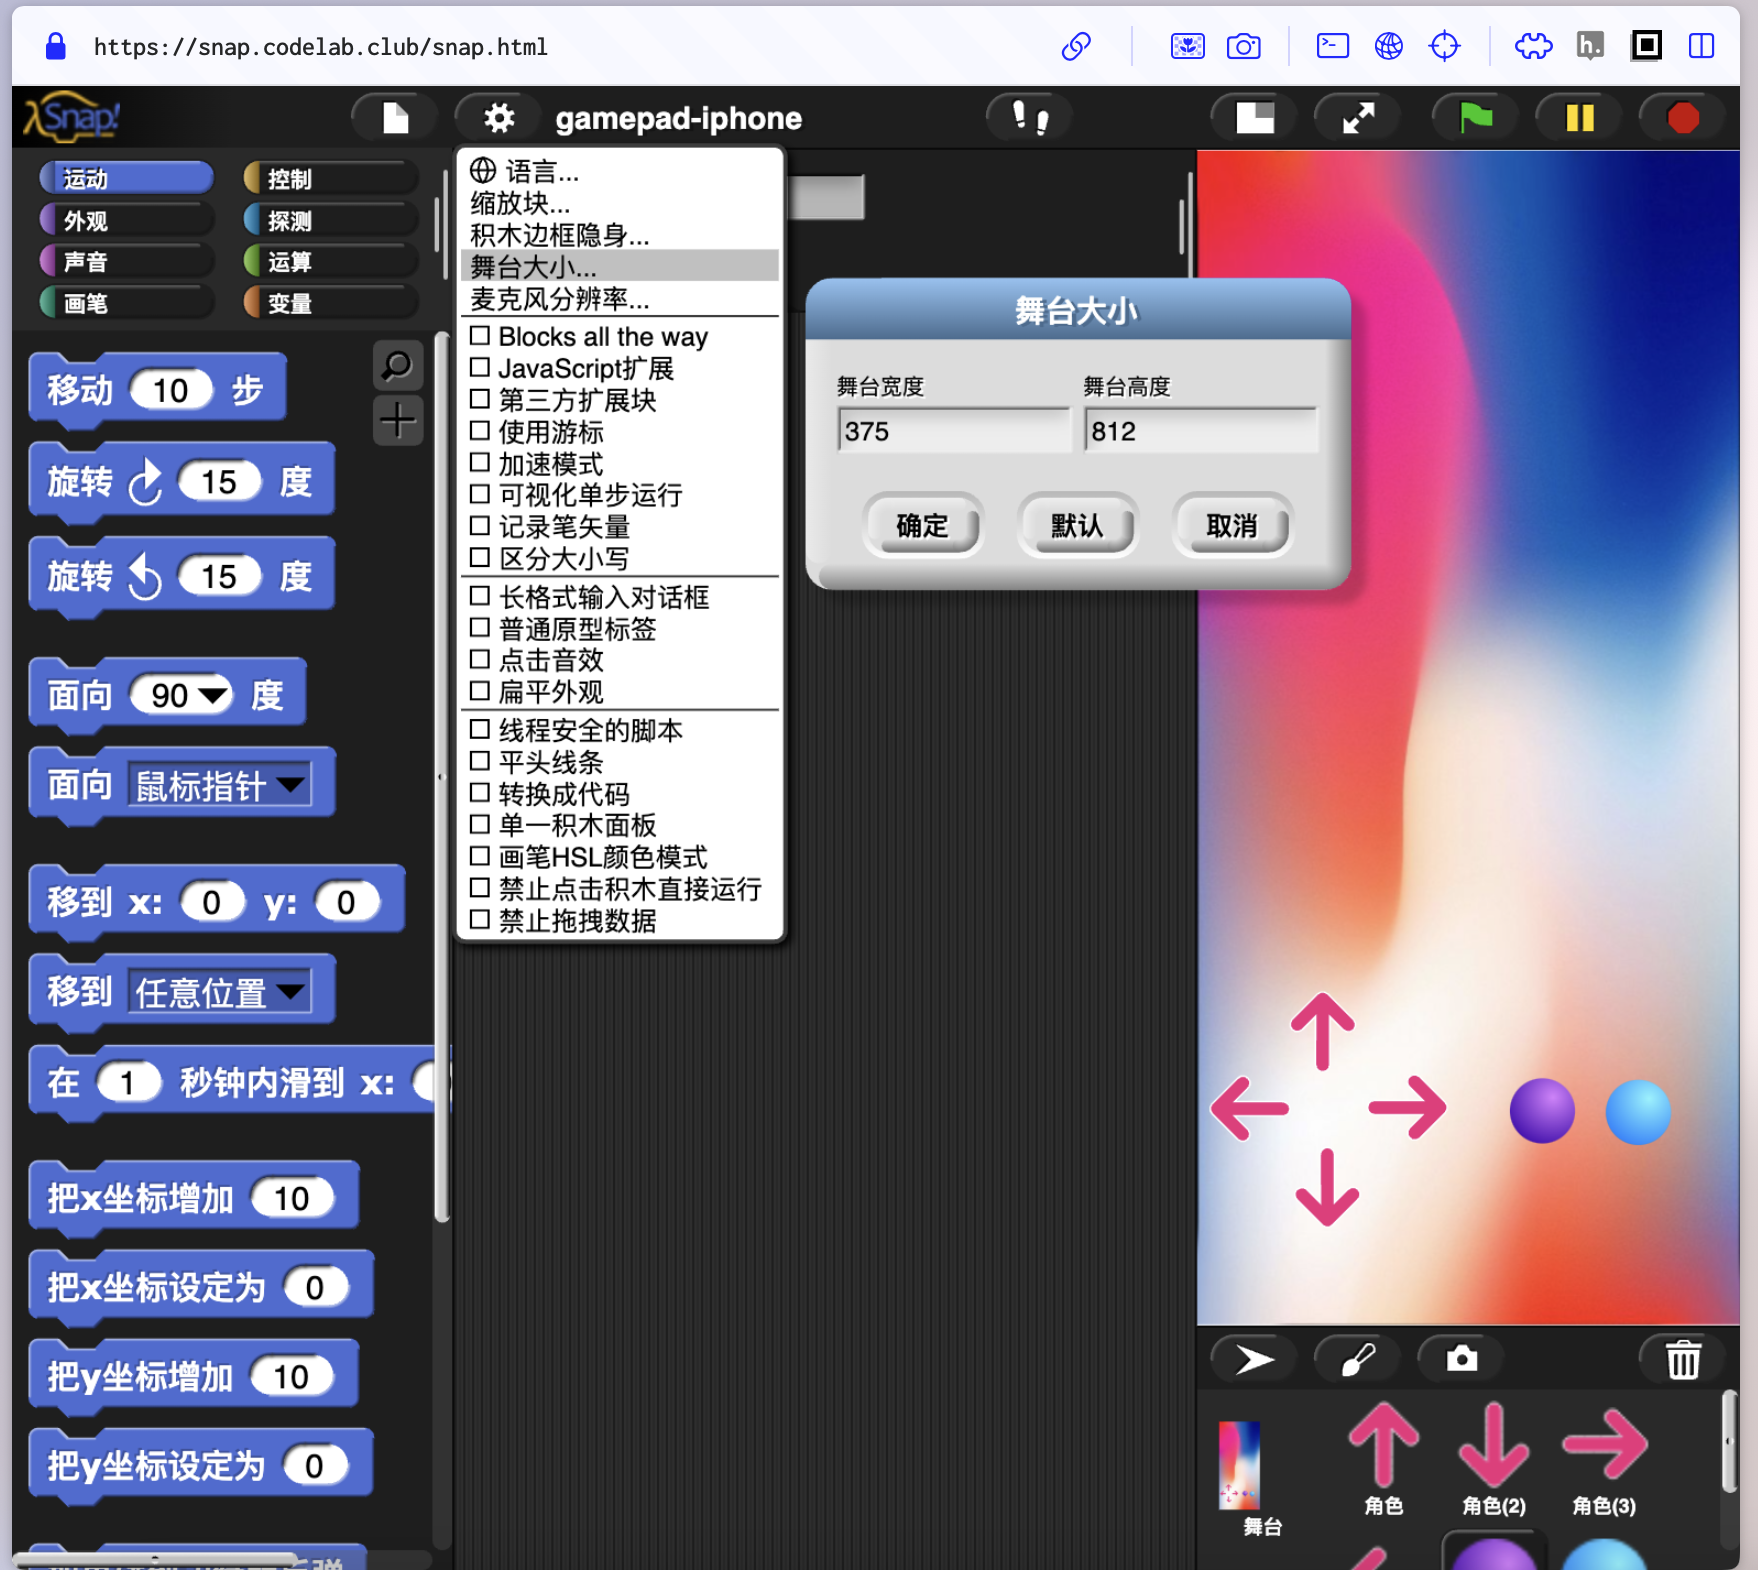 https://snap.codelab.club/snap.html
h.
Snap!
gamepad-iphone
运动
控制
外观
探测
声音
运算
画笔
变量
移动 10 步
旋转 15 度
旋转 15 度
面向 90 度
面向 鼠标指针
移到 x: 0 y: 0
移到 任意位置
在 1 秒钟内滑到 x:
把x坐标增加 10
把x坐标设定为 0
把y坐标增加 10
把y坐标设定为 0
语言...
缩放块...
积木边框隐身...
舞台大小...
麦克风分辨率...
Blocks all the way
JavaScript扩展
第三方扩展块
使用游标
加速模式
可视化单步运行
记录笔矢量
区分大小写
长格式输入对话框
普通原型标签
点击音效
扁平外观
线程安全的脚本
平头线条
转换成代码
单一积木面板
画笔HSL颜色模式
禁止点击积木直接运行
禁止拖拽数据
舞台大小
舞台宽度 舞台高度
375 812
确定 默认 取消
舞台
角色
角色(2)
角色(3)